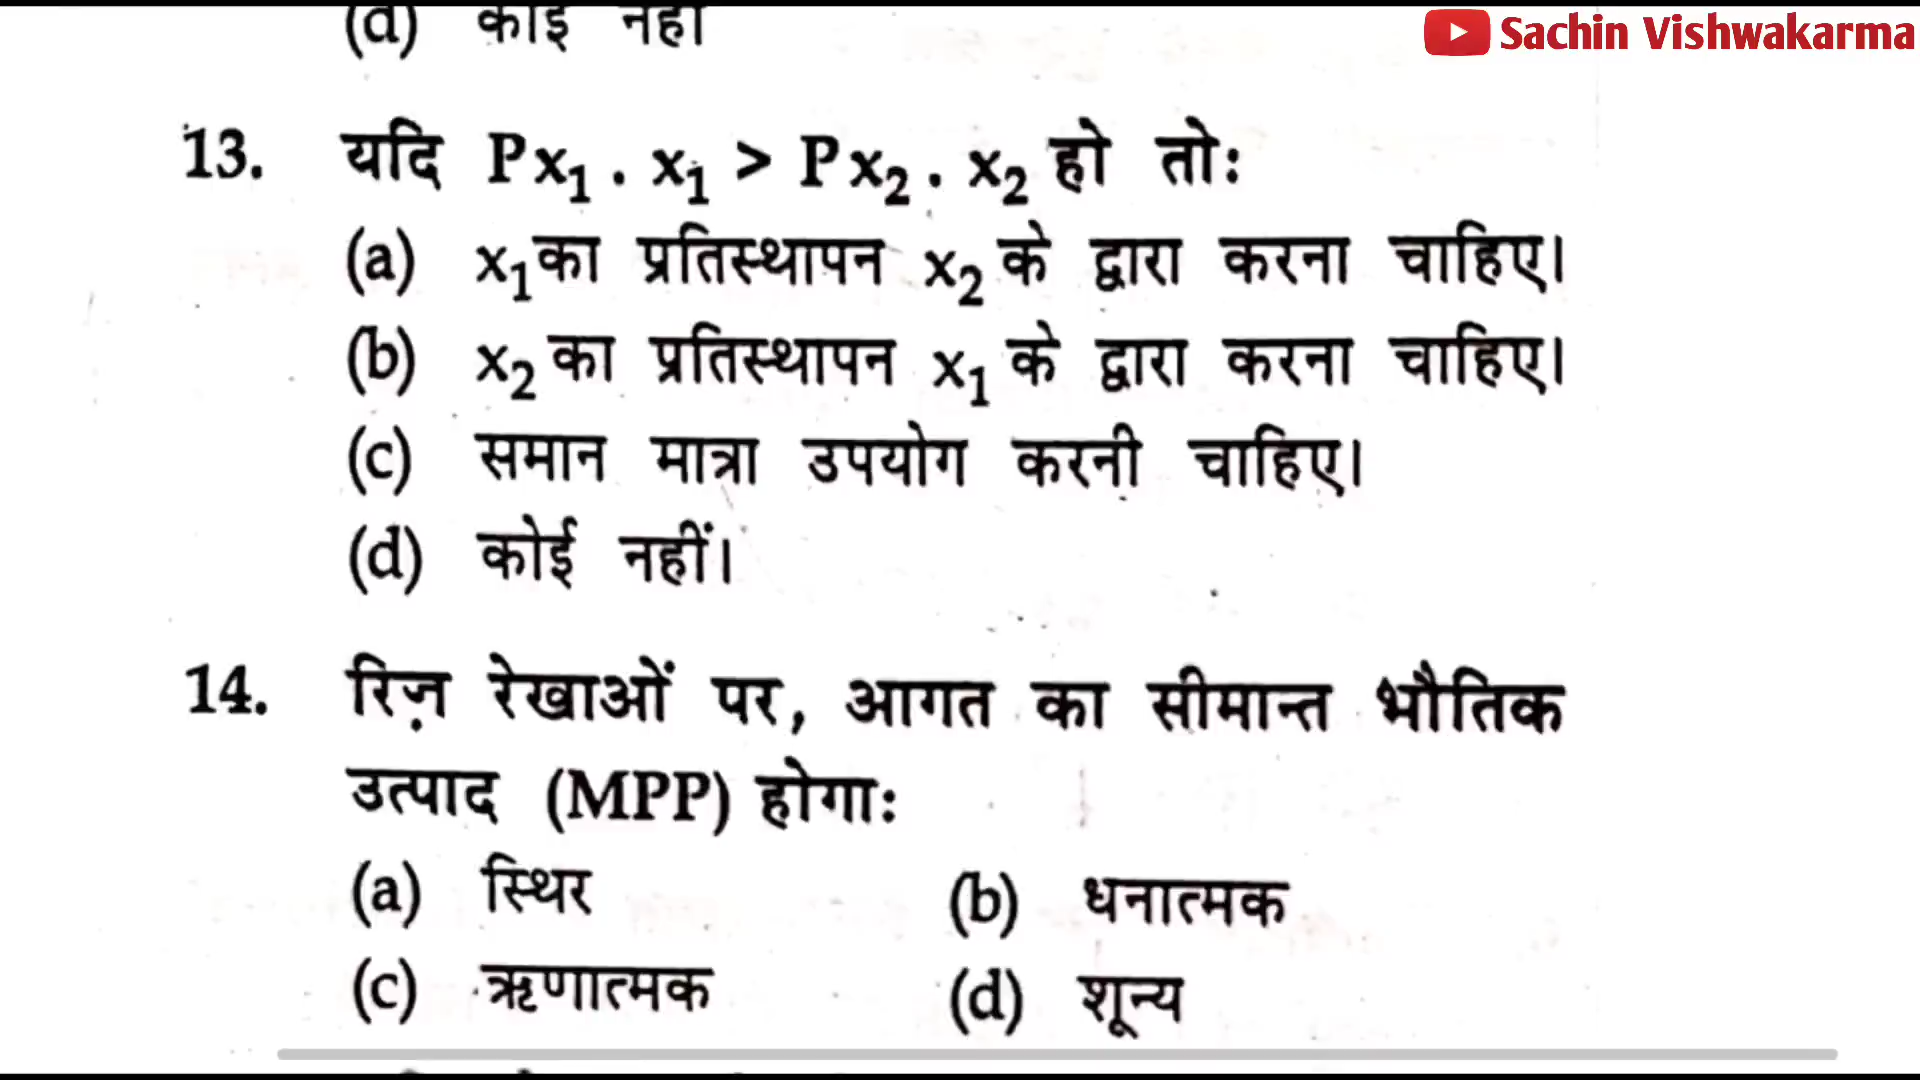 (d) कोई नहीं
Sachin Vishwakarma
13. यदि Px₁ . x₁ > Px₂ . x₂ हो तो:
(a) x₁ का प्रतिस्थापन x₂ के द्वारा करना चाहिए।
(b) x₂ का प्रतिस्थापन x₁ के द्वारा करना चाहिए।
(c) समान मात्रा उपयोग करनी चाहिए।
(d) कोई नहीं।
14. रिज़ रेखाओं पर, आगत का सीमान्त भौतिक
उत्पाद (MPP) होगा:
(a) स्थिर (b) धनात्मक
(c) ऋणात्मक (d) शून्य